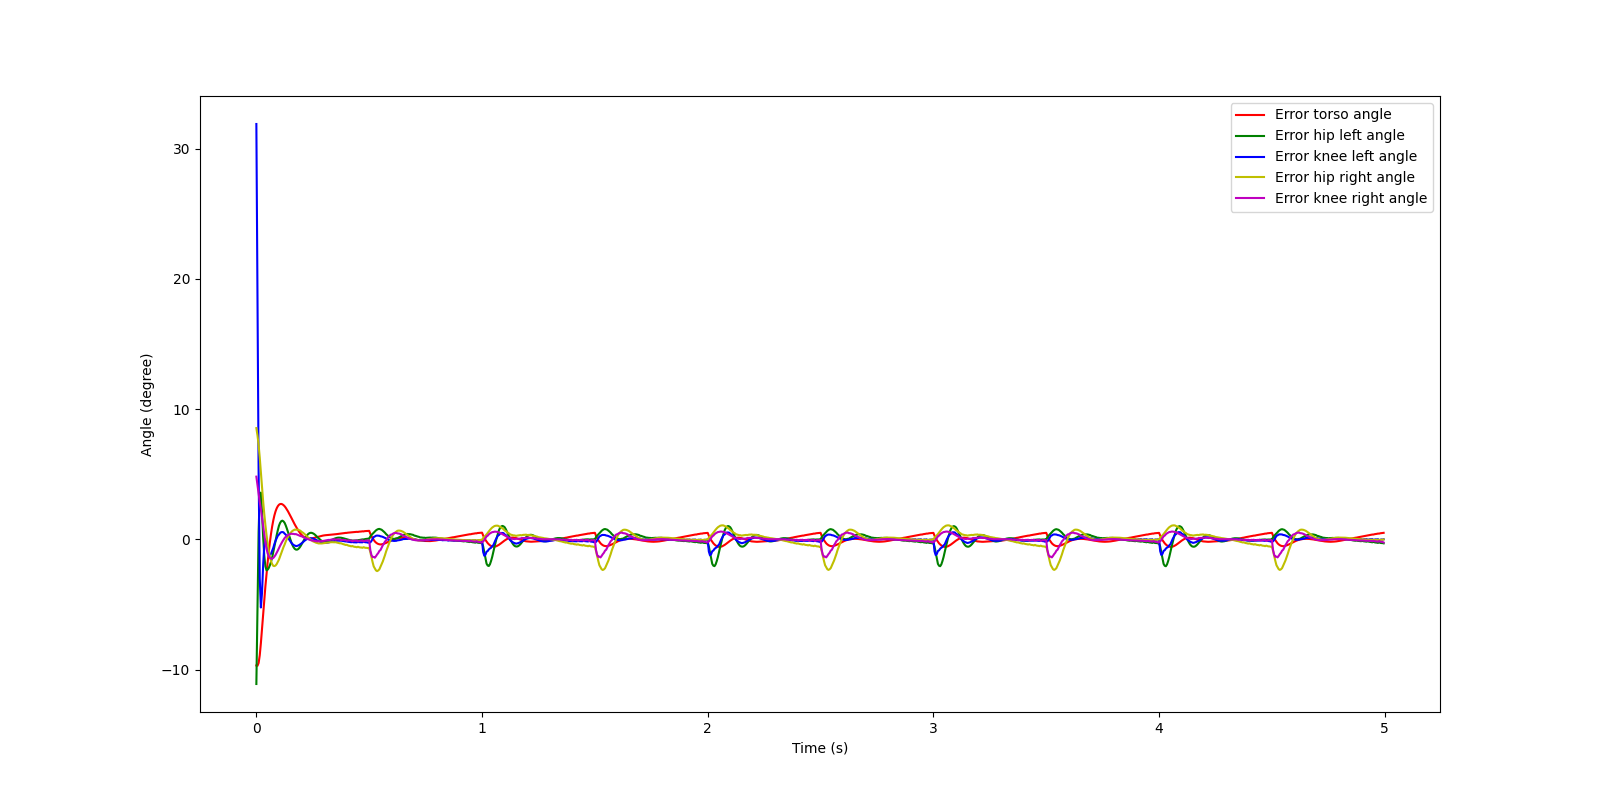 Error torso angle
Error hip left angle
Error knee left angle
Error hip right angle
Error knee right angle
30
20
10
0
−10
Angle (degree)
0 1 2 3 4 5
Time (s)